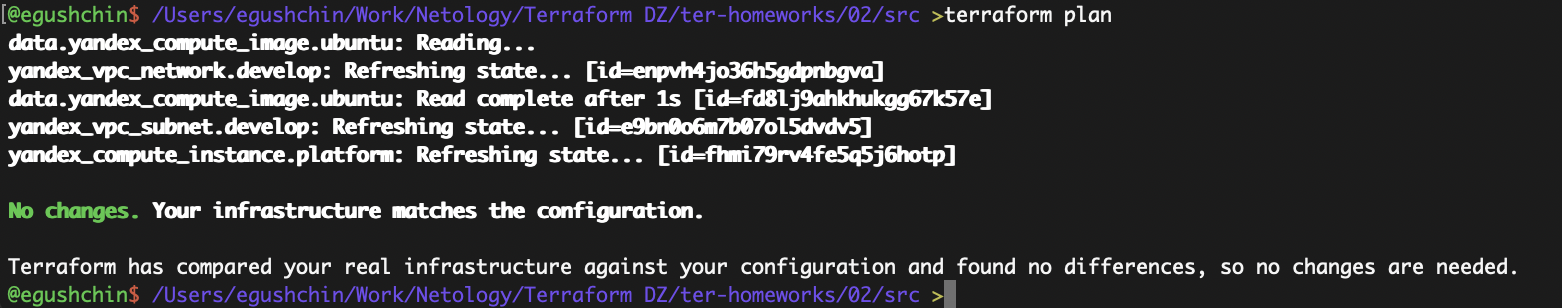 [@egushchin$ /Users/egushchin/Work/Netology/Terraform DZ/ter-homeworks/02/src >terraform plan
data.yandex_compute_image.ubuntu: Reading...
yandex_vpc_network.develop: Refreshing state... [id=enpvh4jo36h5gdpnbgva]
data.yandex_compute_image.ubuntu: Read complete after 1s [id=fd8lj9ahkhukgg67k57e]
yandex_vpc_subnet.develop: Refreshing state... [id=e9bn0o6m7b07ol5dvdv5]
yandex_compute_instance.platform: Refreshing state... [id=fhmi79rv4fe5q5j6hotp]
No changes. Your infrastructure matches the configuration.
Terraform has compared your real infrastructure against your configuration and found no differences, so no changes are needed.
@egushchin$ /Users/egushchin/Work/Netology/Terraform DZ/ter-homeworks/02/src >